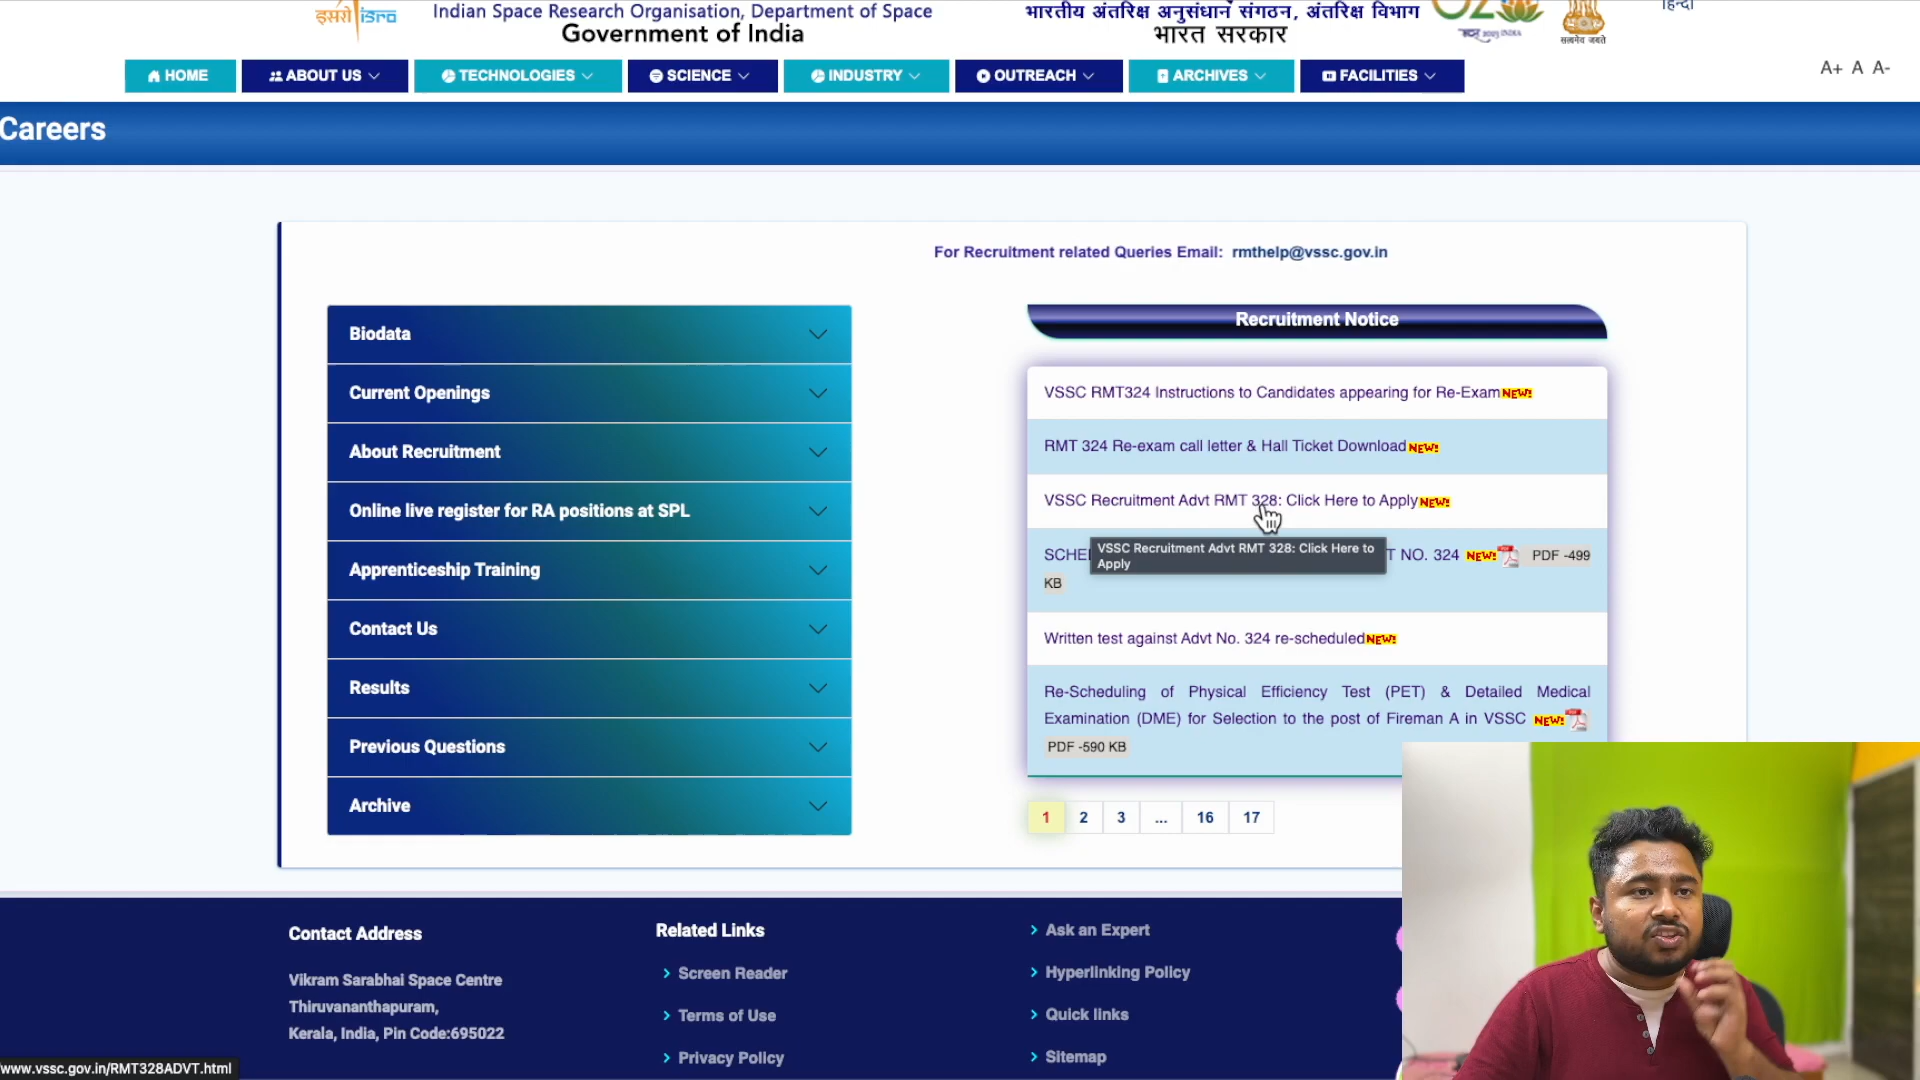 इसरो isro
Indian Space Research Organisation, Department of Space
Government of India
भारतीय अंतरिक्ष अनुसंधान संगठन, अंतरिक्ष विभाग
भारत सरकार
सत्यमेव जयते
हिन्दी
HOME
ABOUT US
TECHNOLOGIES
SCIENCE
INDUSTRY
OUTREACH
ARCHIVES
FACILITIES
A+ A A-
Careers
For Recruitment related Queries Email: rmthelp@vssc.gov.in
Biodata
Current Openings
About Recruitment
Online live register for RA positions at SPL
Apprenticeship Training
Contact Us
Results
Previous Questions
Archive
Recruitment Notice
VSSC RMT324 Instructions to Candidates appearing for Re-Exam NEW!
RMT 324 Re-exam call letter & Hall Ticket Download NEW!
VSSC Recruitment Advt RMT 328: Click Here to Apply NEW!
VSSC Recruitment Advt RMT 328: Click Here to
Apply
NO. 324 NEW! PDF -499
KB
Written test against Advt No. 324 re-scheduled NEW!
Re-Scheduling of Physical Efficiency Test (PET) & Detailed Medical
Examination (DME) for Selection to the post of Fireman A in VSSC NEW!
PDF -590 KB
1 2 3 ... 16 17
Contact Address
Vikram Sarabhai Space Centre
Thiruvananthapuram,
Kerala, India, Pin Code:695022
Related Links
Screen Reader
Terms of Use
Privacy Policy
Ask an Expert
Hyperlinking Policy
Quick links
Sitemap
www.vssc.gov.in/RMT328ADVT.html